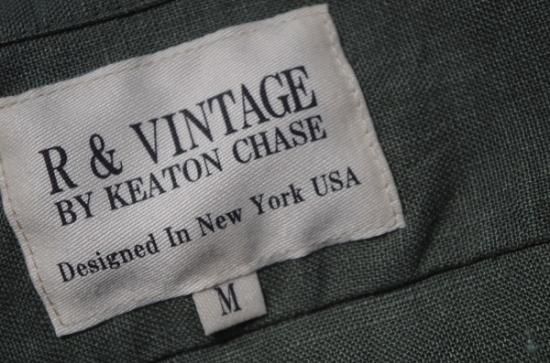 R & VINTAGE
BY KEATON CHASE
Designed In New York USA
M